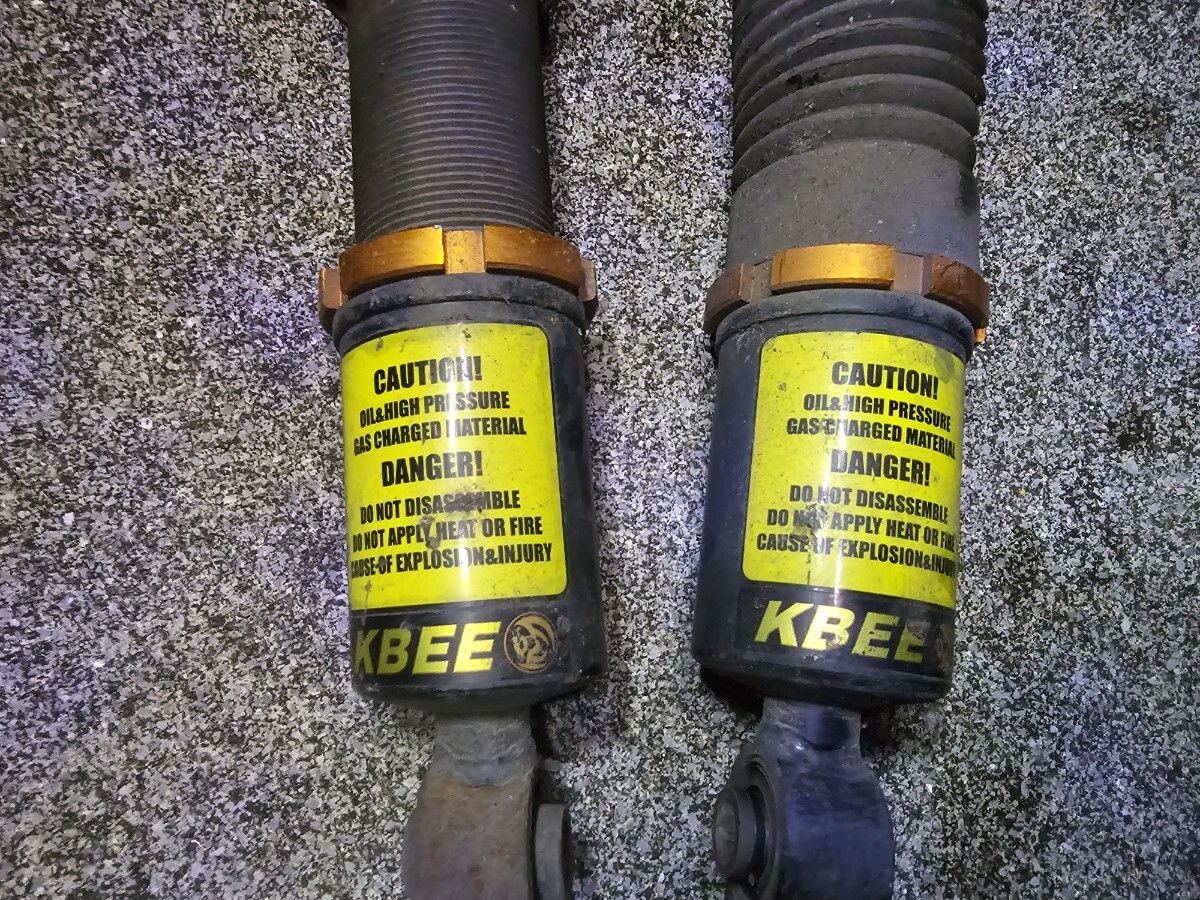 CAUTION!
OIL&HIGH PRESSURE
GAS CHARGED MATERIAL
DANGER!
DO NOT DISASSEMBLE
DO NOT APPLY HEAT OR FIRE
CAUSE OF EXPLOSION&INJURY
KBEE
CAUTION!
OIL&HIGH PRESSURE
GAS CHARGED MATERIAL
DANGER!
DO NOT DISASSEMBLE
DO NOT APPLY HEAT OR FIRE
CAUSE OF EXPLOSION&INJURY
KBEE